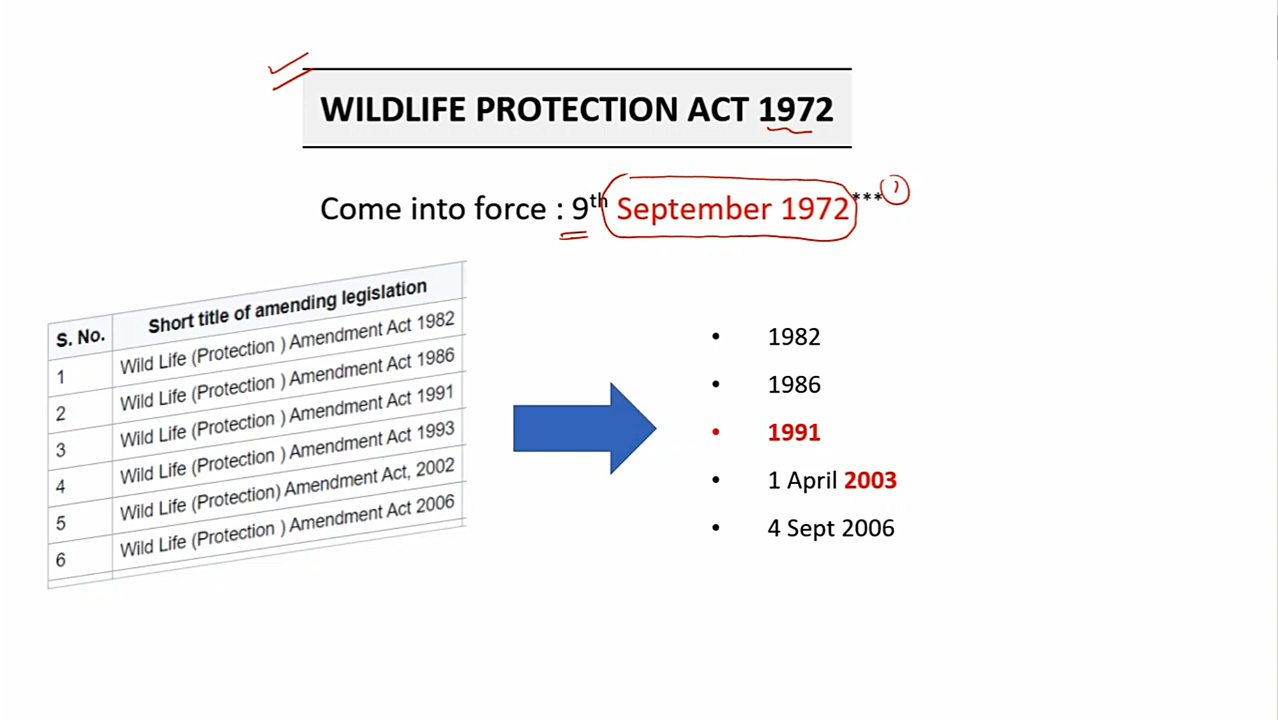 WILDLIFE PROTECTION ACT 1972
Come into force : 9th September 1972***
S. No. Short title of amending legislation
1 Wild Life (Protection ) Amendment Act 1982
2 Wild Life (Protection ) Amendment Act 1986
3 Wild Life (Protection ) Amendment Act 1991
4 Wild Life (Protection ) Amendment Act 1993
5 Wild Life (Protection) Amendment Act, 2002
6 Wild Life (Protection ) Amendment Act 2006
• 1982
• 1986
• 1991
• 1 April 2003
• 4 Sept 2006